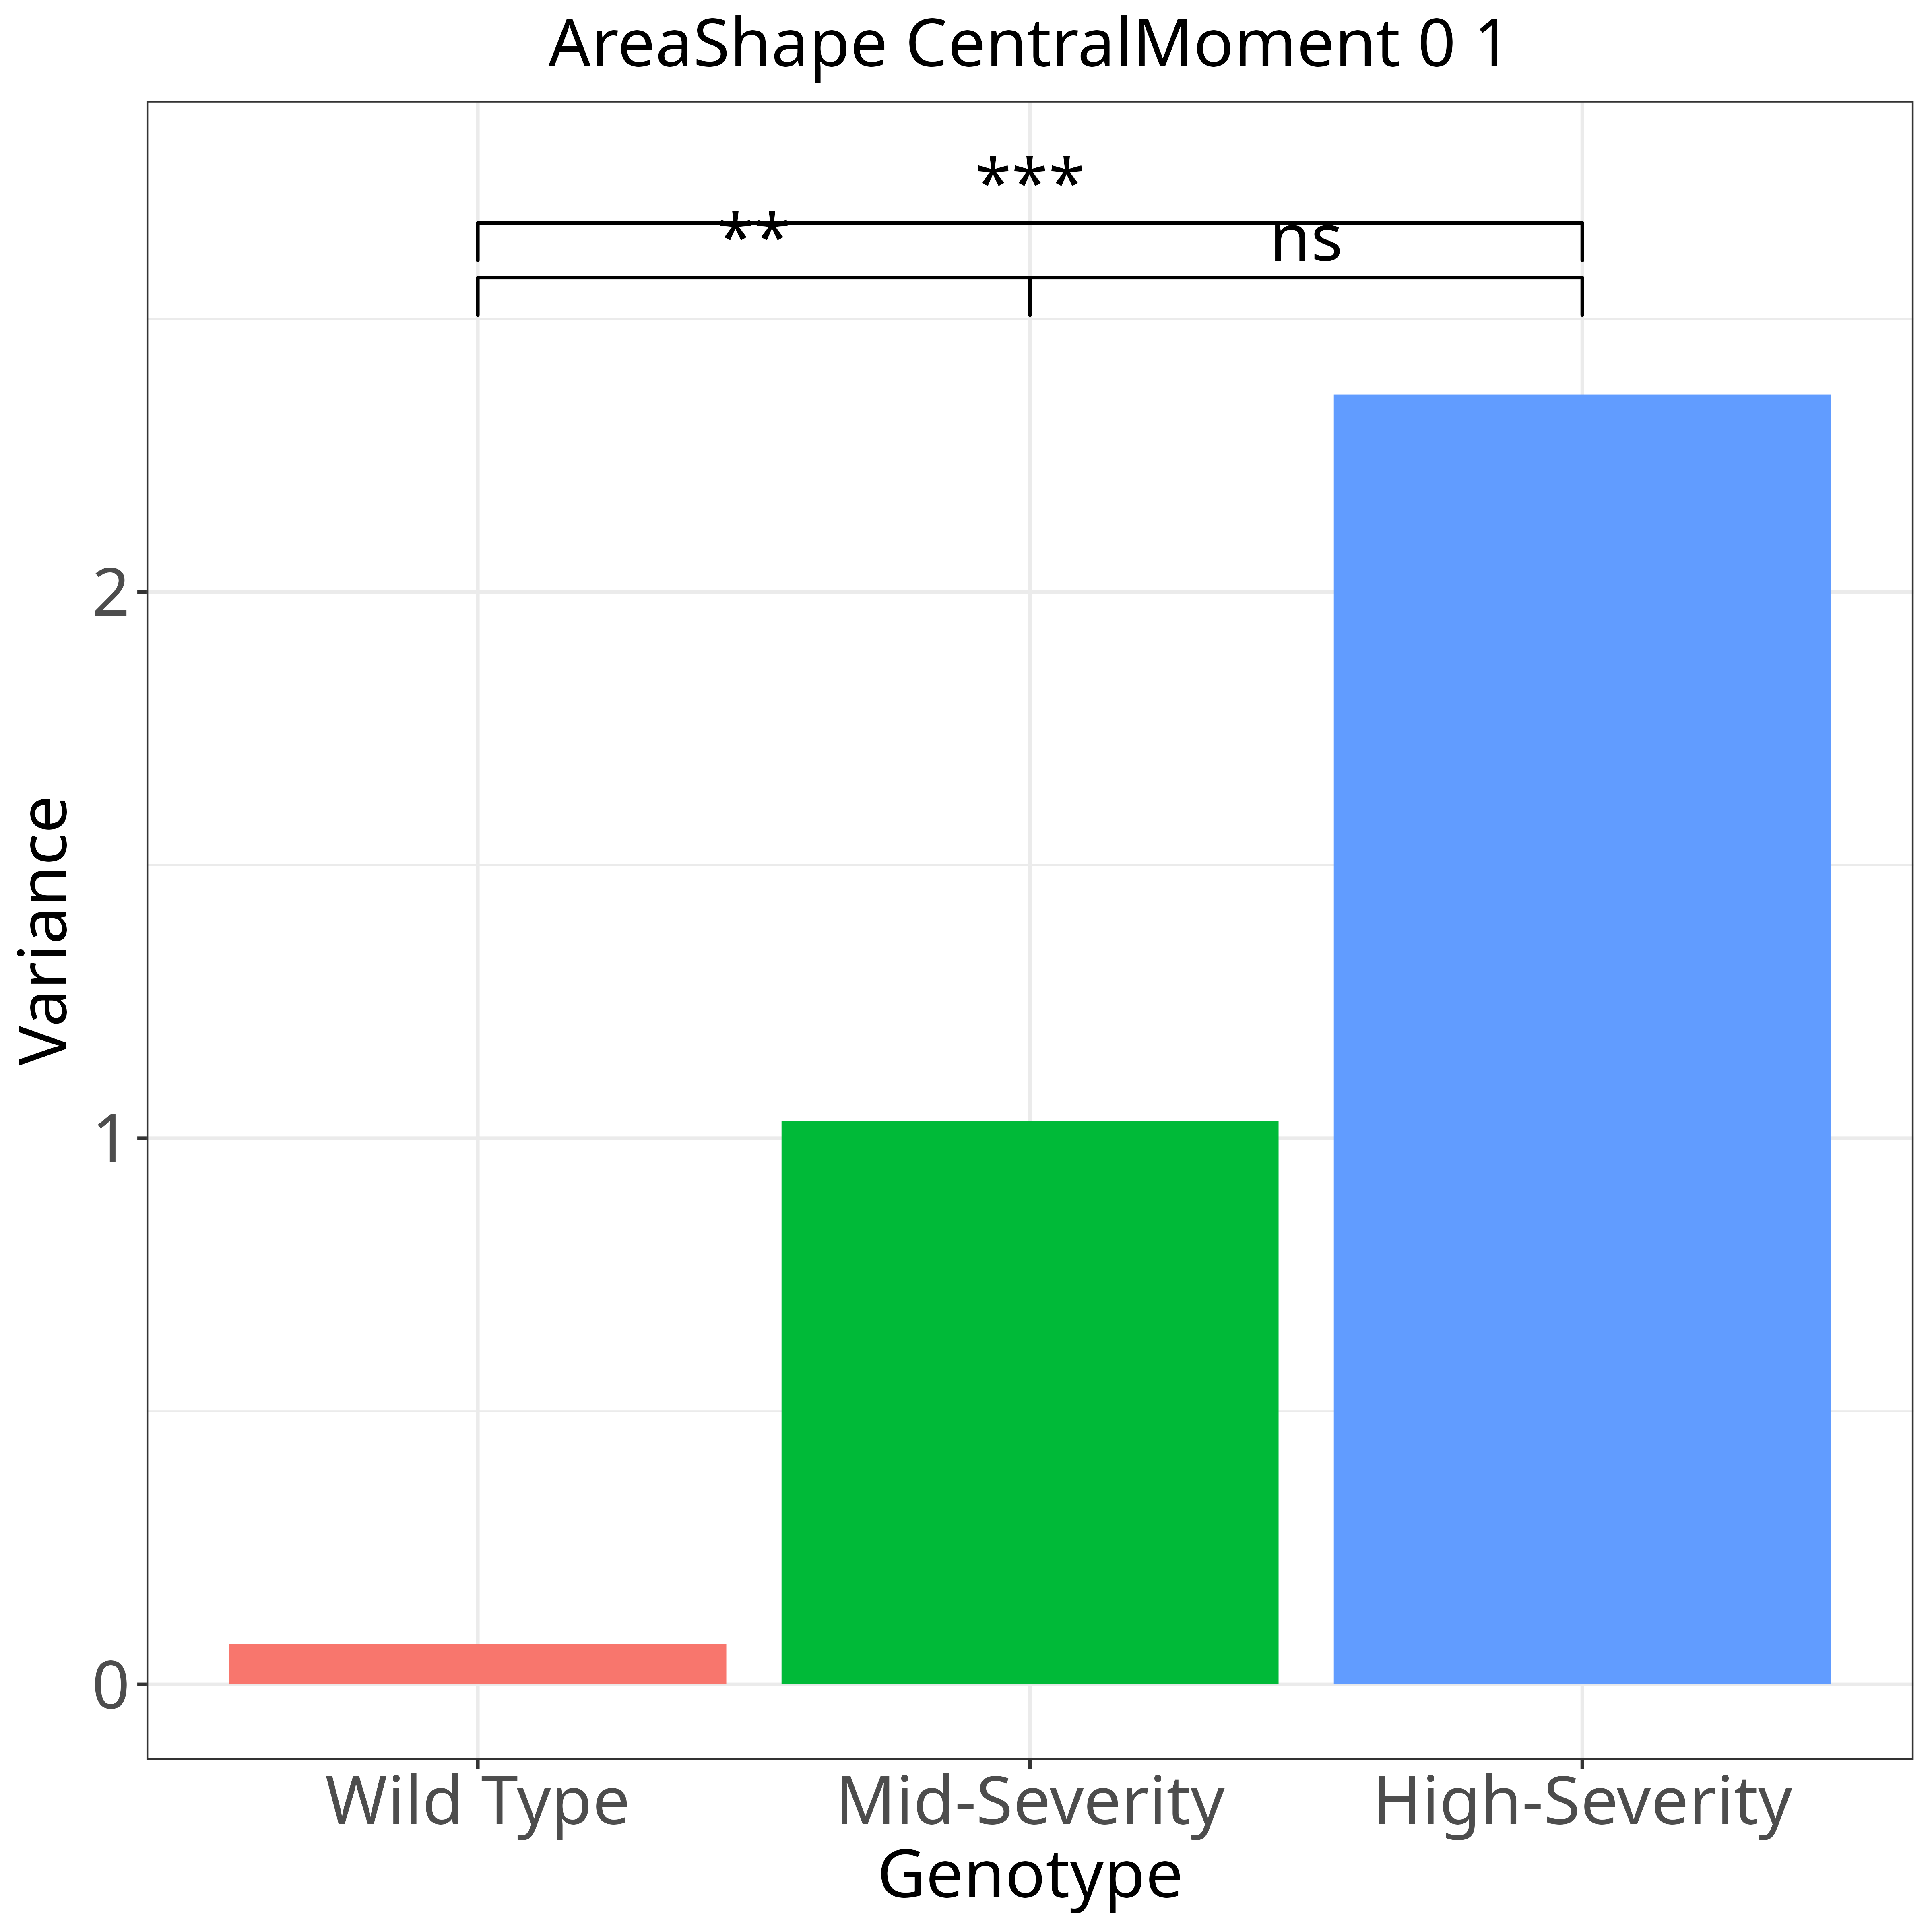 AreaShape CentralMoment 0 1
***
**
ns
2
1
0
Variance
Wild Type
Mid-Severity
High-Severity
Genotype